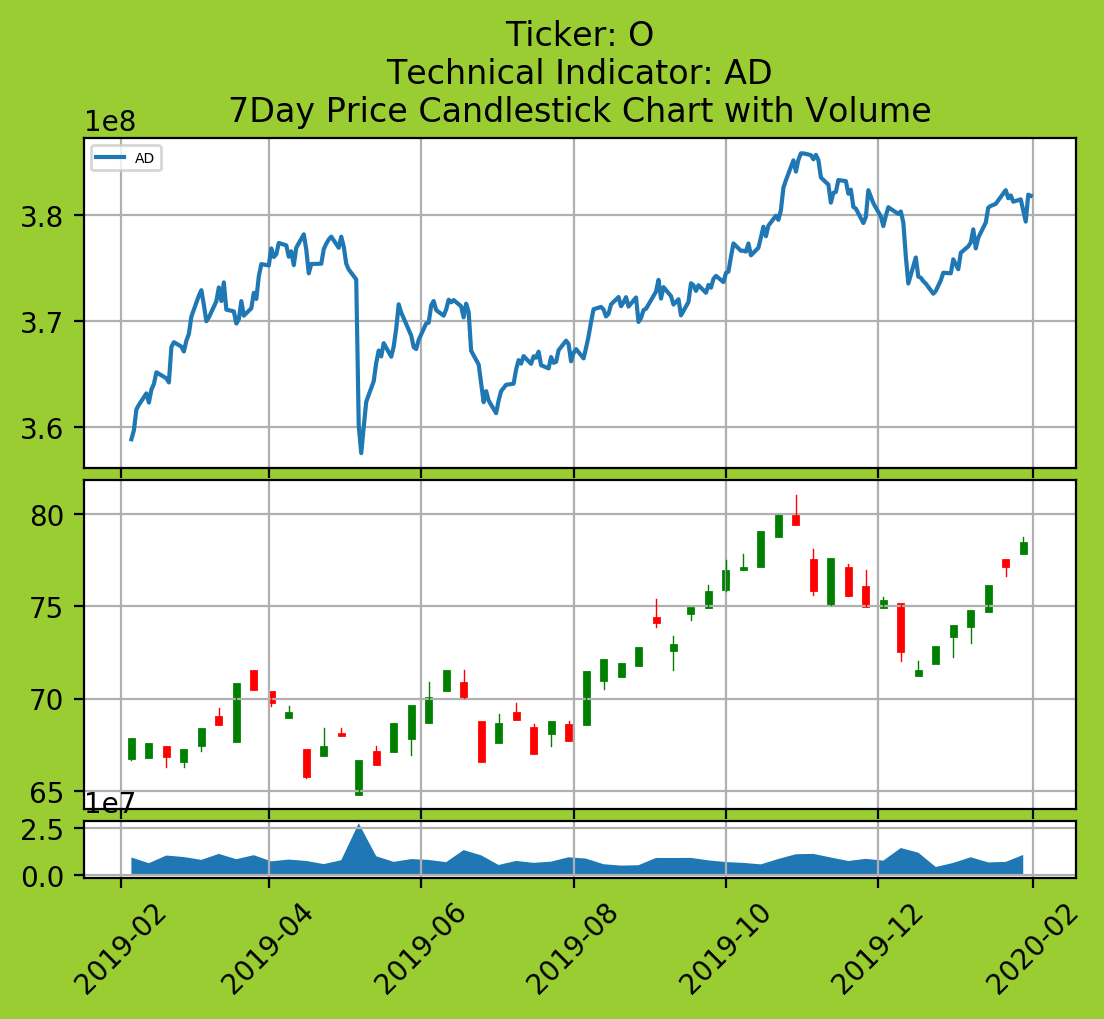 Ticker: O
Technical Indicator: AD
7Day Price Candlestick Chart with Volume
1e8
AD
3.8
3.7
3.6
80
75
70
65
1e7
2.5
0.0
2019-02 2019-04 2019-06 2019-08 2019-10 2019-12 2020-02